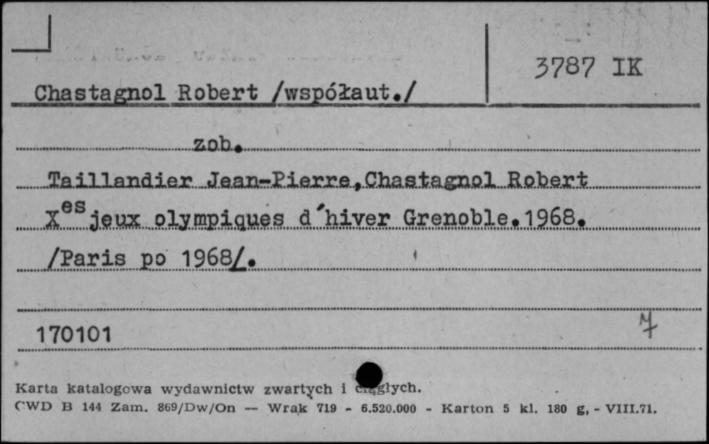 3787 IK
Chastagnol Robert /współaut./
zob.
Taillandier Jean-Pierre,Chastagnol Robert
Xes jeux olympiques d´hiver Grenoble.1968.
/Paris po 1968/.
170101
7
Karta katalogowa wydawnictw zwartych i ciągłych.
CWD B 144 Zam. 869/Dw/On — Wrak 719 - 6.520.000 - Karton 5 kl. 180 g, - VIII.71.